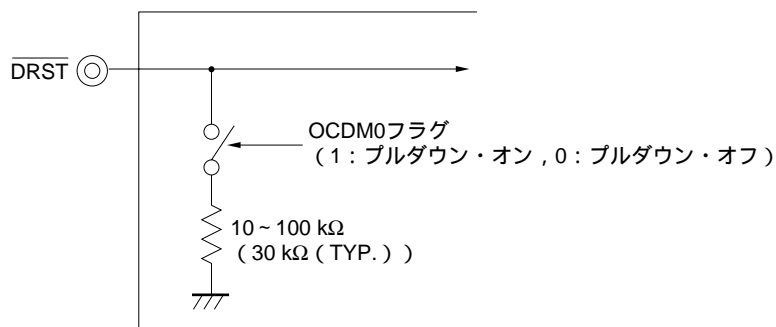 DRST
OCDM0フラグ
（1：プルダウン・オン，0：プルダウン・オフ）
10～100 kΩ
（30 kΩ（TYP.））